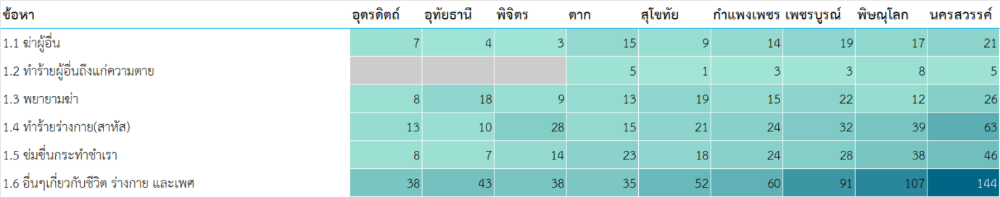 ข้อหา อุตรดิตถ์ อุทัยธานี พิจิตร ตาก สุโขทัย กำแพงเพชร เพชรบูรณ์ พิษณุโลก นครสวรรค์
1.1 ฆ่าผู้อื่น 7 4 3 15 9 14 19 17 21
1.2 ทำร้ายผู้อื่นถึงแก่ความตาย 5 1 3 3 8 5
1.3 พยายามฆ่า 8 18 9 13 19 15 22 12 26
1.4 ทำร้ายร่างกาย(สาหัส) 13 10 28 15 21 24 32 39 63
1.5 ข่มขืนกระทำชำเรา 8 7 14 23 18 24 28 38 46
1.6 อื่นๆเกี่ยวกับชีวิต ร่างกาย และเพศ 38 43 38 35 52 60 91 107 144